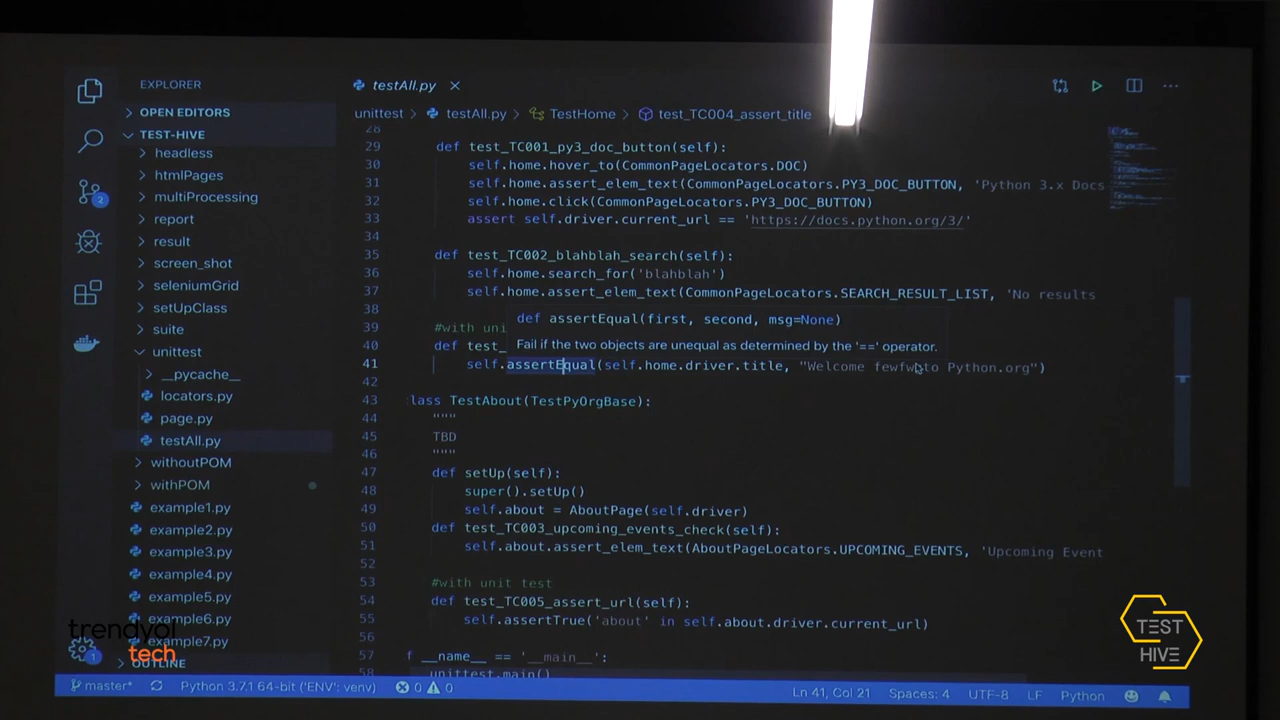 EXPLORER
OPEN EDITORS
TEST-HIVE
headless
htmlPages
multiProcessing
report
result
screen_shot
seleniumGrid
setUpClass
suite
unittest
__pycache__
locators.py
page.py
testAll.py
withoutPOM
withPOM
example1.py
example2.py
example3.py
example4.py
example5.py
example6.py
example7.py
OUTLINE
testAll.py
unittest > testAll.py > TestHome > test_TC004_assert_title
28
29 def test_TC001_py3_doc_button(self):
30 self.home.hover_to(CommonPageLocators.DOC)
31 self.home.assert_elem_text(CommonPageLocators.PY3_DOC_BUTTON, 'Python 3.x Docs
32 self.home.click(CommonPageLocators.PY3_DOC_BUTTON)
33 assert self.driver.current_url == 'https://docs.python.org/3/'
34
35 def test_TC002_blahblah_search(self):
36 self.home.search_for('blahblah')
37 self.home.assert_elem_text(CommonPageLocators.SEARCH_RESULT_LIST, 'No results
38
def assertEqual(first, second, msg=None)
39 #with uni
Fail if the two objects are unequal as determined by the '==' operator.
40 def test_
41 self.assertEqual(self.home.driver.title, "Welcome fewfw to Python.org")
42
43 lass TestAbout(TestPyOrgBase):
44 """
45 TBD
46 """
47 def setUp(self):
48 super().setUp()
49 self.about = AboutPage(self.driver)
50 def test_TC003_upcoming_events_check(self):
51 self.about.assert_elem_text(AboutPageLocators.UPCOMING_EVENTS, 'Upcoming Event
52
53 #with unit test
54 def test_TC005_assert_url(self):
55 self.assertTrue('about' in self.about.driver.current_url)
56
57 f __name__ == '__main__':
58 unittest.main()
master* Python 3.7.1 64-bit ('ENV': venv) 0 0 Ln 41, Col 21 Spaces: 4 UTF-8 LF Python
2
1
trendyol
tech
TEST
HIVE